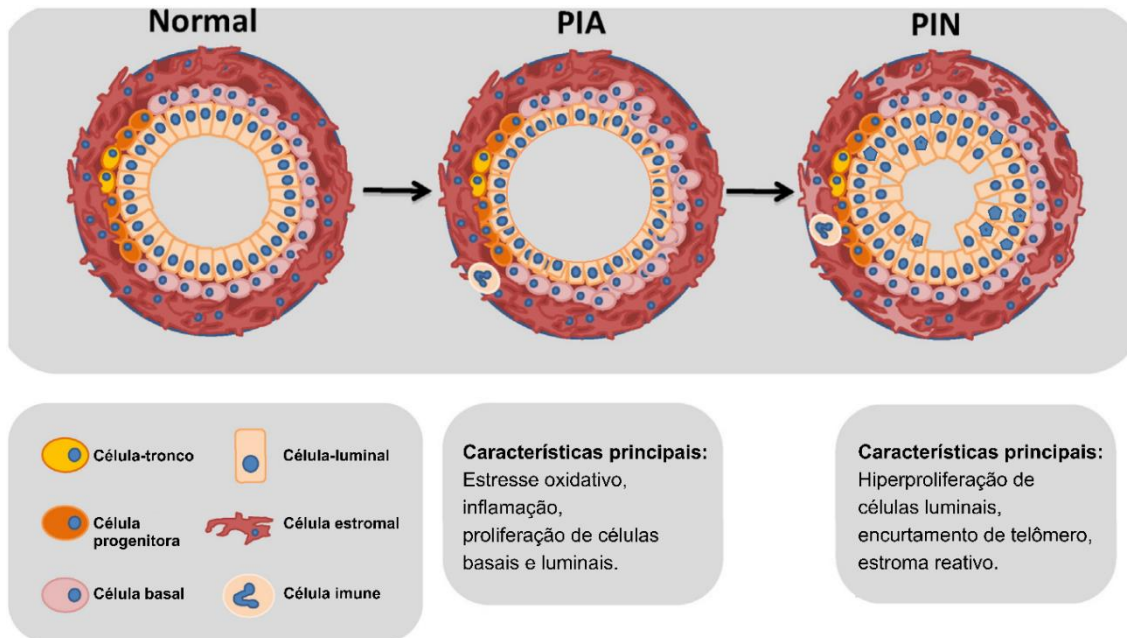 Normal
PIA
PIN
Célula-tronco
Célula-luminal
Célula
progenitora
Célula estromal
Célula basal
Célula imune
Características principais:
Estresse oxidativo,
inflamação,
proliferação de células
basais e luminais.
Características principais:
Hiperproliferação de
células luminais,
encurtamento de telômero,
estroma reativo.